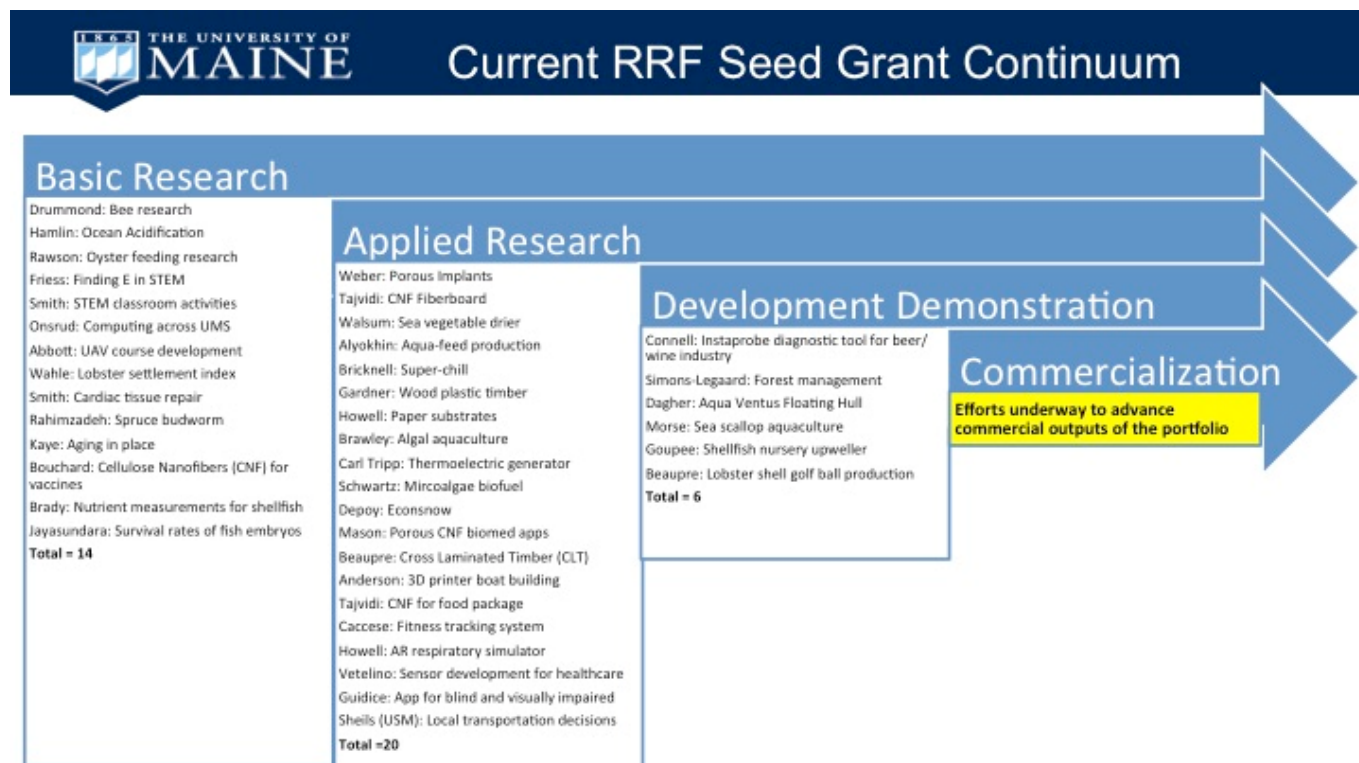 1865 THE UNIVERSITY OF
MAINE
Current RRF Seed Grant Continuum
Basic Research
Drummond: Bee research
Hamlin: Ocean Acidification
Rawson: Oyster feeding research
Friess: Finding E in STEM
Smith: STEM classroom activities
Onsrud: Computing across UMS
Abbott: UAV course development
Wahle: Lobster settlement index
Smith: Cardiac tissue repair
Rahimzadeh: Spruce budworm
Kaye: Aging in place
Bouchard: Cellulose Nanofibers (CNF) for
vaccines
Brady: Nutrient measurements for shellfish
Jayasundara: Survival rates of fish embryos
Total = 14
Applied Research
Weber: Porous Implants
Tajvidi: CNF Fiberboard
Walsum: Sea vegetable drier
Alyokhin: Aqua-feed production
Bricknell: Super-chill
Gardner: Wood plastic timber
Howell: Paper substrates
Brawley: Algal aquaculture
Carl Tripp: Thermoelectric generator
Schwartz: Mircoalgae biofuel
Depoy: Econsnow
Mason: Porous CNF biomed apps
Beaupre: Cross Laminated Timber (CLT)
Anderson: 3D printer boat building
Tajvidi: CNF for food package
Caccese: Fitness tracking system
Howell: AR respiratory simulator
Vetelino: Sensor development for healthcare
Guidice: App for blind and visually impaired
Sheils (USM): Local transportation decisions
Total =20
Development Demonstration
Connell: Instaprobe diagnostic tool for beer/
wine industry
Simons-Legaard: Forest management
Dagher: Aqua Ventus Floating Hull
Morse: Sea scallop aquaculture
Goupee: Shellfish nursery upweller
Beaupre: Lobster shell golf ball production
Total = 6
Commercialization
Efforts underway to advance
commercial outputs of the portfolio